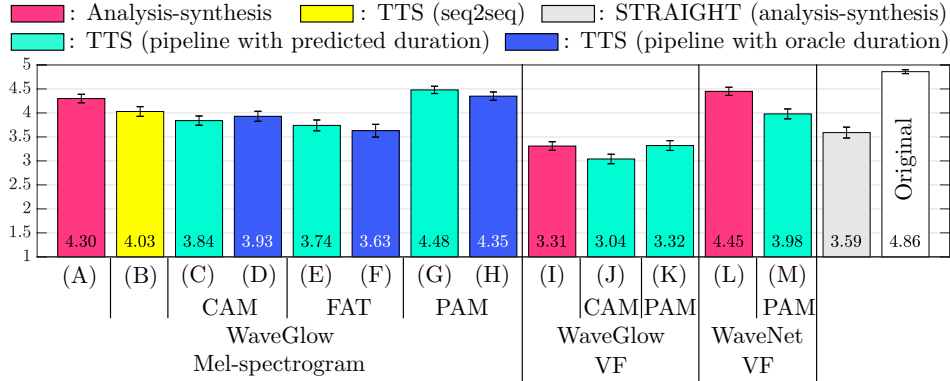 : Analysis-synthesis : TTS (seq2seq) : STRAIGHT (analysis-synthesis)
: TTS (pipeline with predicted duration) : TTS (pipeline with oracle duration)
5
4.5
4
3.5
3
2.5
2
1.5
1
4.30 4.03 3.84 3.93 3.74 3.63 4.48 4.35 3.31 3.04 3.32 4.45 3.98 3.59 4.86
Original
(A) (B) (C) (D) (E) (F) (G) (H) (I) (J) (K) (L) (M)
CAM FAT PAM CAM PAM PAM
WaveGlow WaveGlow WaveNet
Mel-spectrogram VF VF